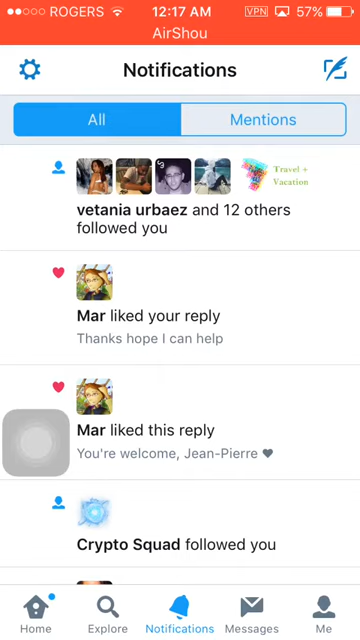 ROGERS 12:17 AM VPN 57%
AirShou
Notifications
All Mentions
Travel +
Vacation
vetania urbaez and 12 others
followed you
Mar liked your reply
Thanks hope I can help
Mar liked this reply
You're welcome, Jean-Pierre ♥
Crypto Squad followed you
Home Explore Notifications Messages Me